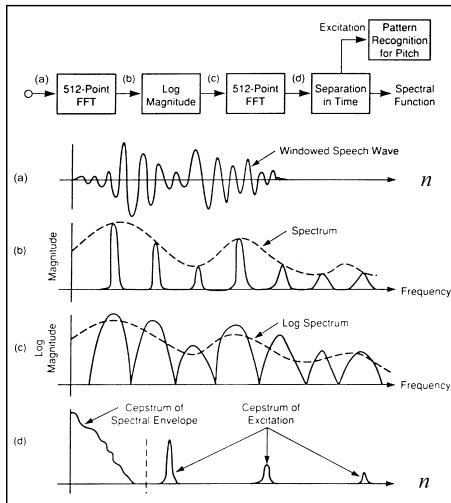 Excitation
Pattern
Recognition
for Pitch
(a)
(b)
(c)
(d)
512-Point
FFT
Log
Magnitude
512-Point
FFT
Separation
in Time
Spectral
Function
(a)
Windowed Speech Wave
n
(b)
Magnitude
Spectrum
Frequency
(c)
Log
Magnitude
Log Spectrum
Frequency
(d)
Cepstrum of
Spectral Envelope
Cepstrum of
Excitation
n